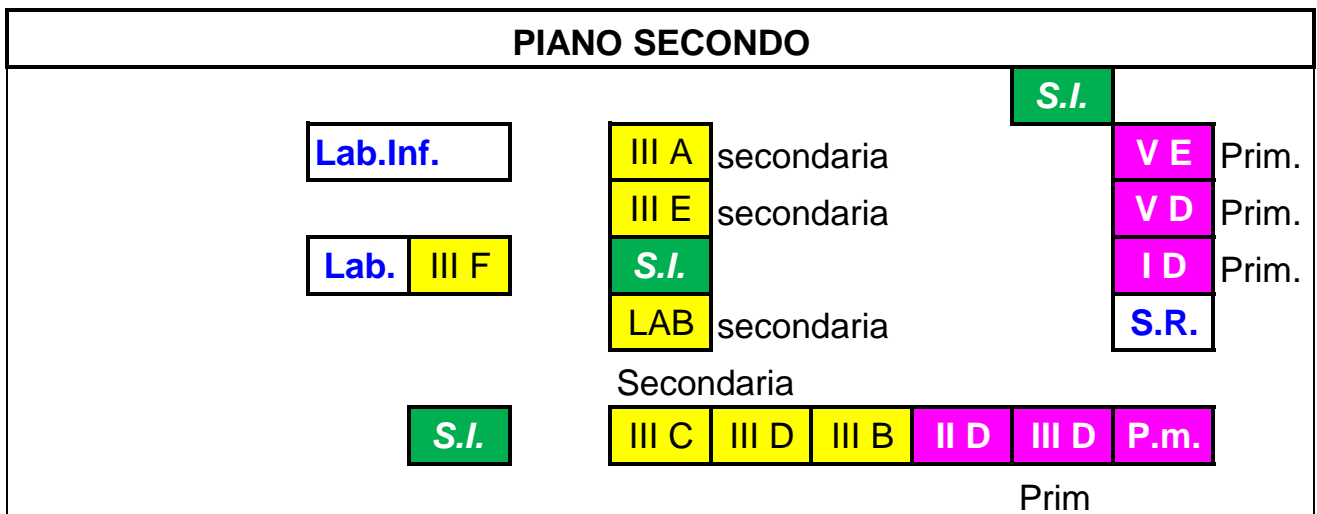 PIANO SECONDO
S.I.
Lab.Inf. III A secondaria V E Prim.
III E secondaria V D Prim.
Lab. III F S.I. I D Prim.
LAB secondaria S.R.
Secondaria
S.I. III C III D III B II D III D P.m.
Prim